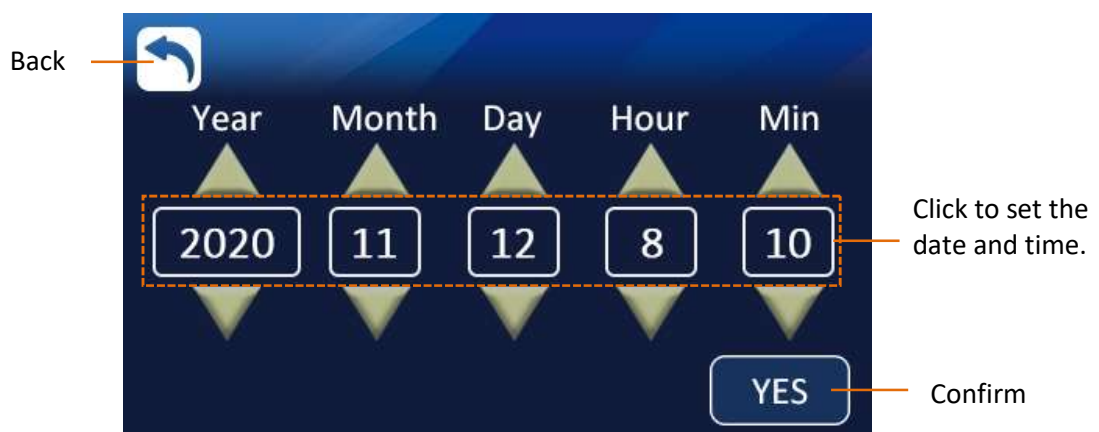 Back
Year Month Day Hour Min
2020 11 12 8 10
Click to set the
date and time.
YES
Confirm